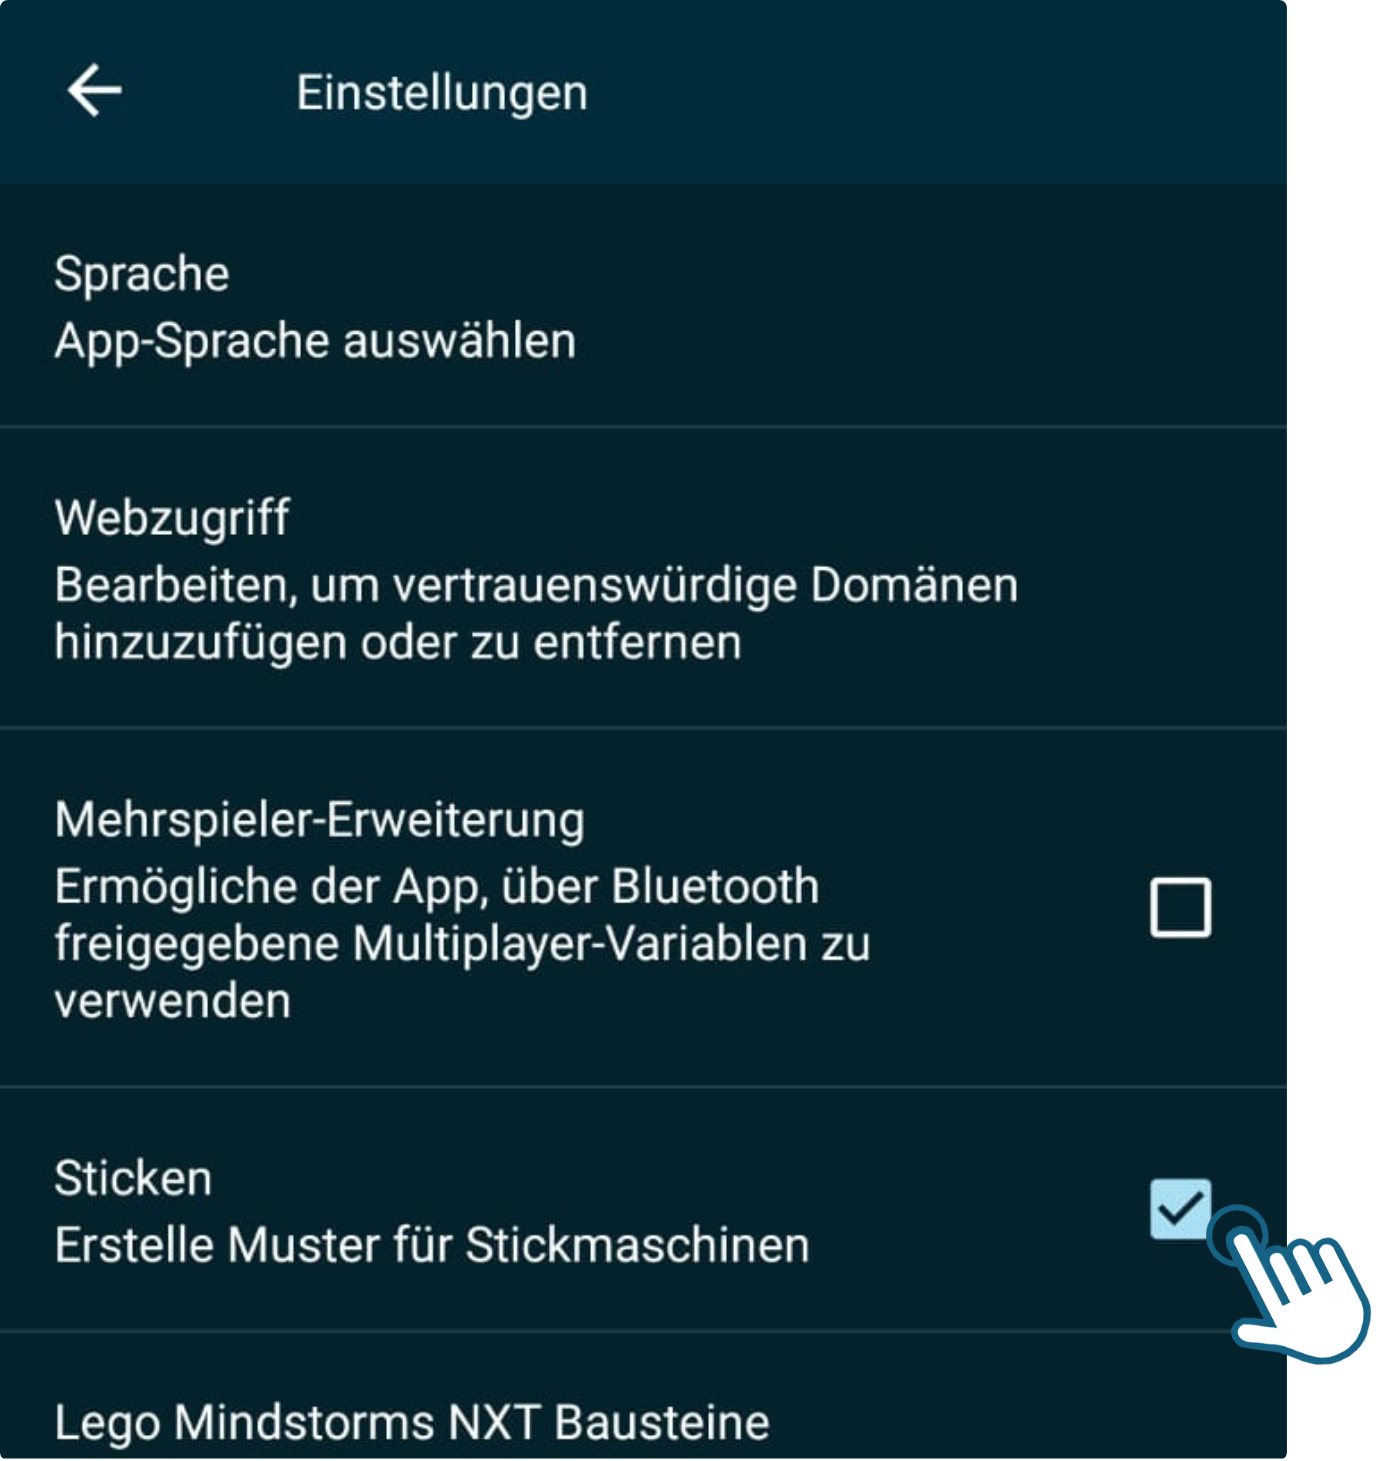 Einstellungen
Sprache
App-Sprache auswählen
Webzugriff
Bearbeiten, um vertrauenswürdige Domänen
hinzuzufügen oder zu entfernen
Mehrspieler-Erweiterung
Ermögliche der App, über Bluetooth
freigegebene Multiplayer-Variablen zu
verwenden
Sticken
Erstelle Muster für Stickmaschinen
Lego Mindstorms NXT Bausteine